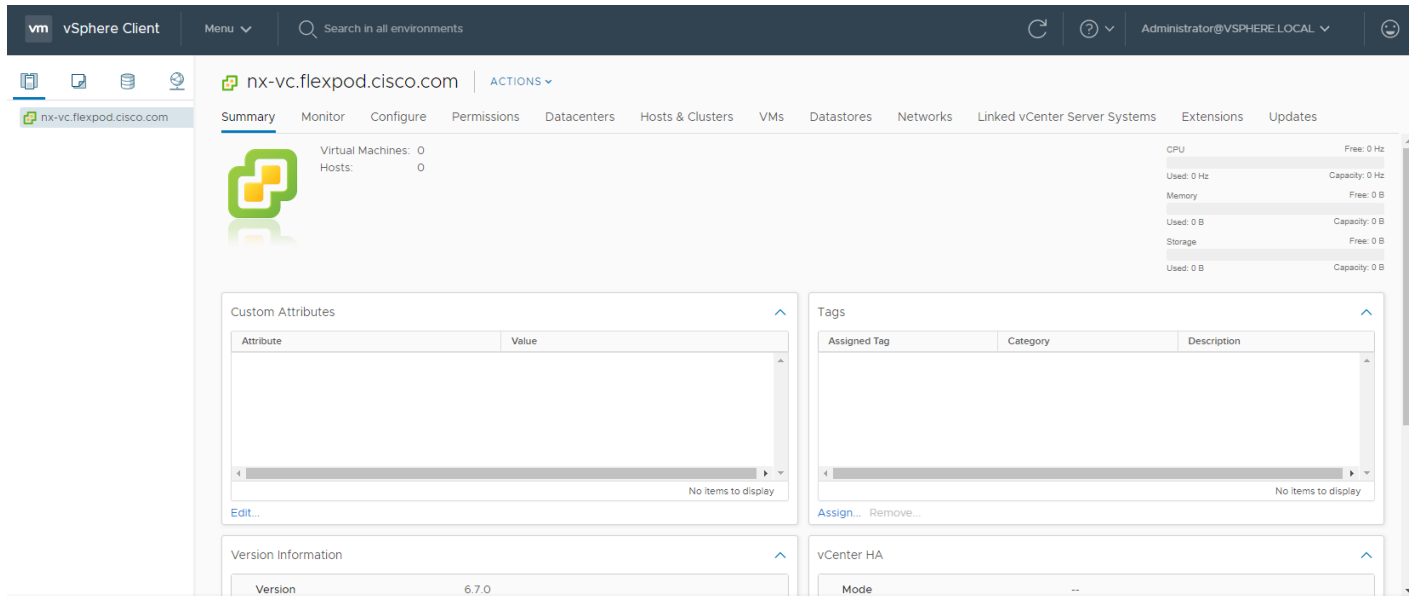 vm vSphere Client Menu Search in all environments Administrator@VSPHERE.LOCAL
nx-vc.flexpod.cisco.com
nx-vc.flexpod.cisco.com ACTIONS
Summary Monitor Configure Permissions Datacenters Hosts & Clusters VMs Datastores Networks Linked vCenter Server Systems Extensions Updates
Virtual Machines: 0
Hosts: 0
CPU Free: 0 Hz
Used: 0 Hz Capacity: 0 Hz
Memory Free: 0 B
Used: 0 B Capacity: 0 B
Storage Free: 0 B
Used: 0 B Capacity: 0 B
Custom Attributes
Attribute Value
No items to display
Edit...
Tags
Assigned Tag Category Description
No items to display
Assign... Remove...
Version Information
Version 6.7.0
vCenter HA
Mode --